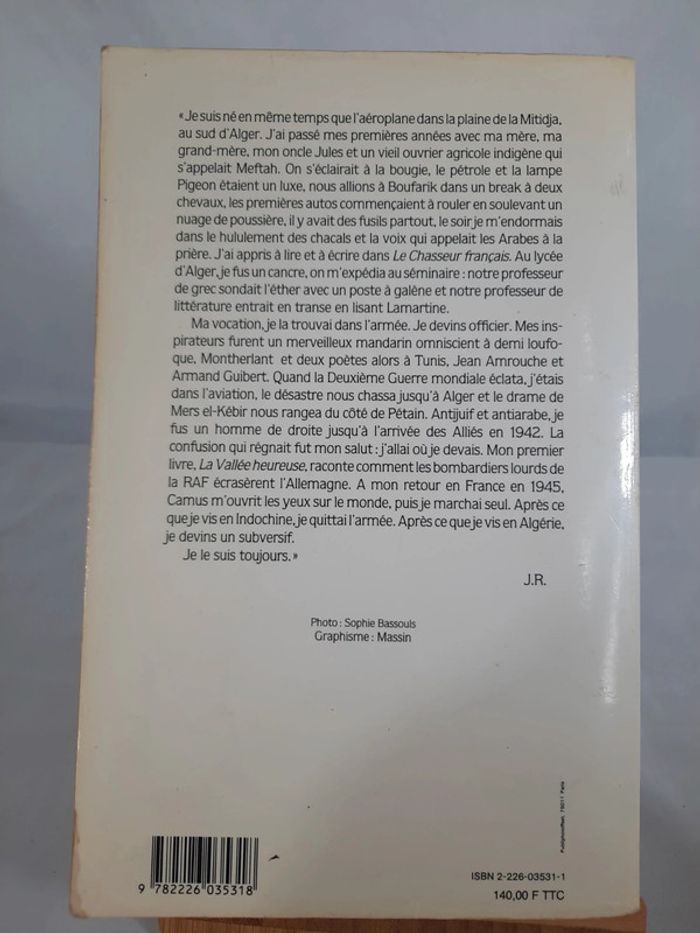 « Je suis né en même temps que l'aéroplane dans la plaine de la Mitidja,
au sud d'Alger. J'ai passé mes premières années avec ma mère, ma
grand-mère, mon oncle Jules et un vieil ouvrier agricole indigène qui
s'appelait Meftah. On s'éclairait à la bougie, le pétrole et la lampe
Pigeon étaient un luxe, nous allions à Boufarik dans un break à deux
chevaux, les premières autos commençaient à rouler en soulevant un
nuage de poussière, il y avait des fusils partout, le soir je m'endormais
dans le hululement des chacals et la voix qui appelait les Arabes à la
prière. J'ai appris à lire et à écrire dans Le Chasseur français. Au lycée
d'Alger, je fus un cancre, on m'expédia au séminaire : notre professeur
de grec sondait l'éther avec un poste à galène et notre professeur de
littérature entrait en transe en lisant Lamartine.
Ma vocation, je la trouvai dans l'armée. Je devins officier. Mes ins-
pirateurs furent un merveilleux mandarin omniscient à demi loufo-
que, Montherlant et deux poètes alors à Tunis, Jean Amrouche et
Armand Guibert. Quand la Deuxième Guerre mondiale éclata, j'étais
dans l'aviation, le désastre nous chassa jusqu'à Alger et le drame de
Mers el-Kébir nous rangea du côté de Pétain. Antijuif et antiarabe, je
fus un homme de droite jusqu'à l'arrivée des Alliés en 1942. La
confusion qui régnait fut mon salut : j'allai où je devais. Mon premier
livre, La Vallée heureuse, raconte comment les bombardiers lourds de
la RAF écrasèrent l'Allemagne. A mon retour en France en 1945,
Camus m'ouvrit les yeux sur le monde, puis je marchai seul. Après ce
que je vis en Indochine, je quittai l'armée. Après ce que je vis en Algérie,
je devins un subversif.
Je le suis toujours. »
J.R.
Photo : Sophie Bassouls
Graphisme : Massin
75011 Paris
ISBN 2-226-03531-1
140,00 F TTC
9 782226 035318